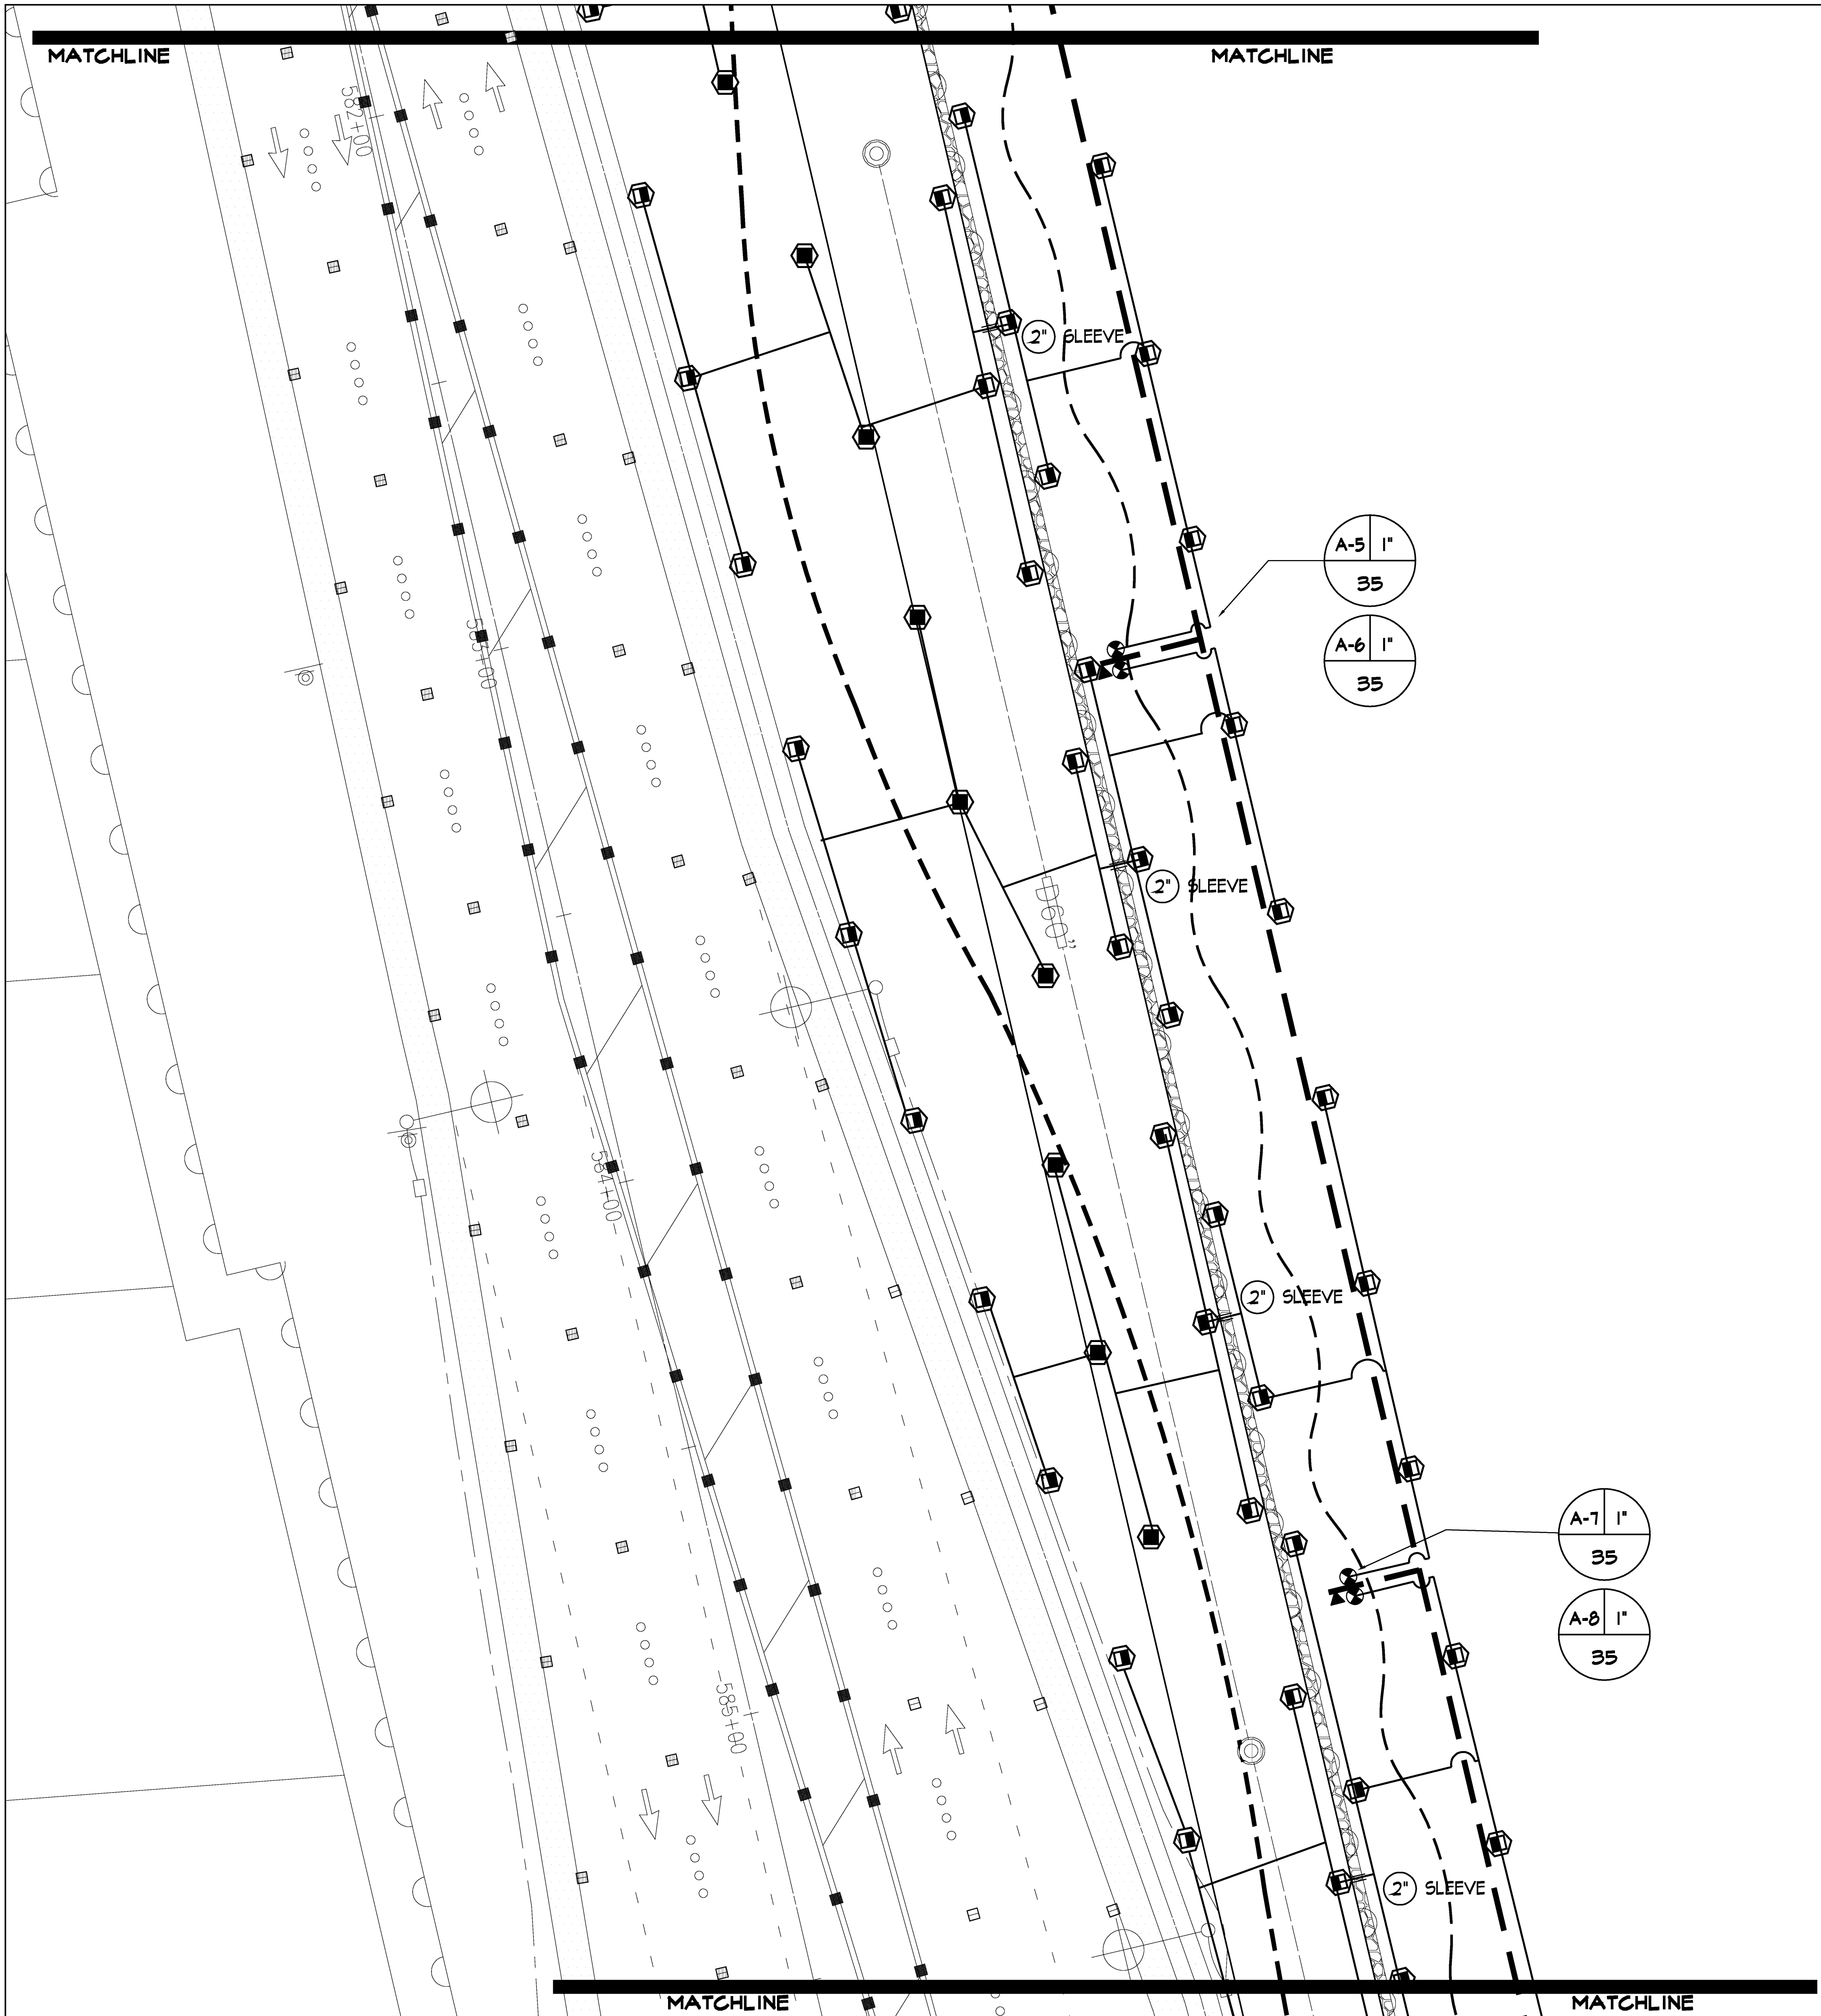 MATCHLINE MATCHLINE
582+00
2" SLEEVE
A-5 1"
35
A-6 1"
35
583+00
2" SLEEVE
D60"
584+00
2" SLEEVE
A-7 1"
35
A-8 1"
35
585+00
2" SLEEVE
MATCHLINE MATCHLINE